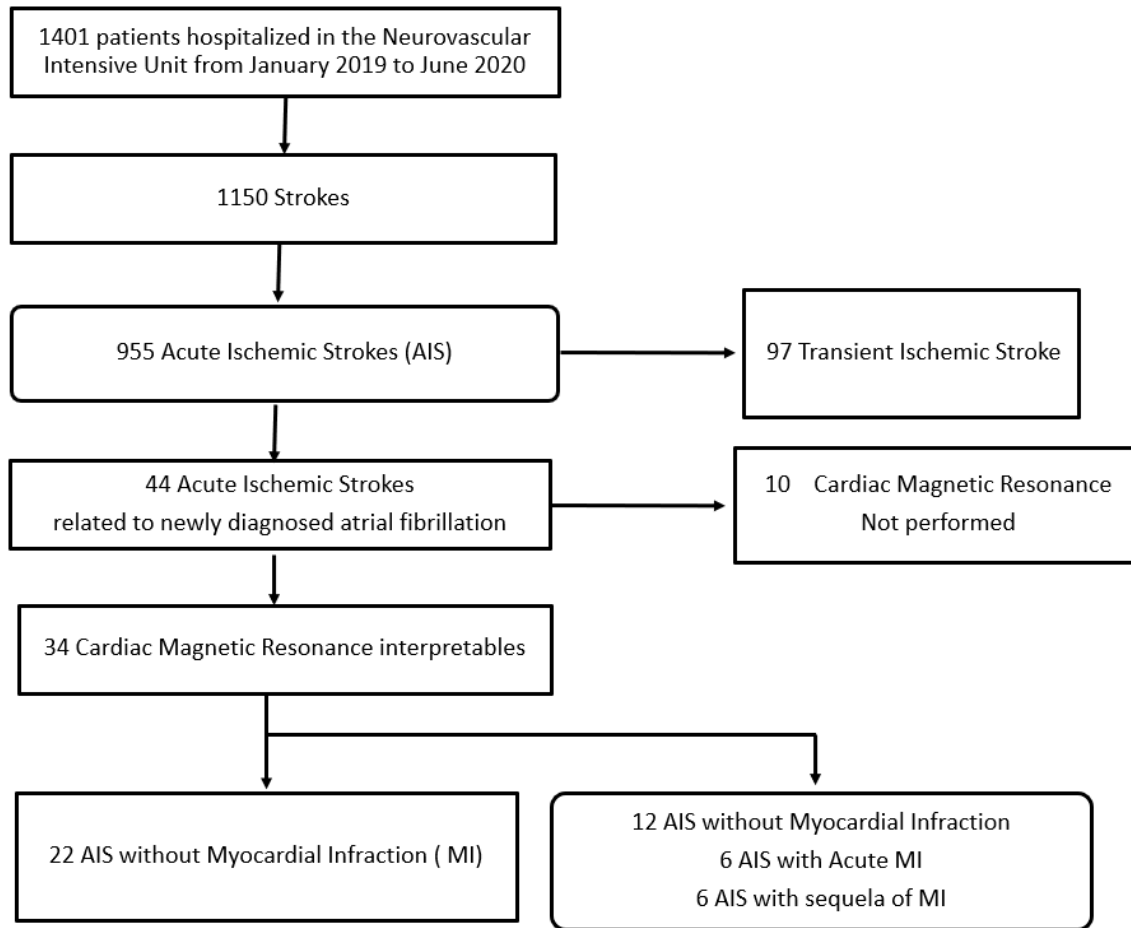 1401 patients hospitalized in the Neurovascular
Intensive Unit from January 2019 to June 2020
1150 Strokes
955 Acute Ischemic Strokes (AIS)
97 Transient Ischemic Stroke
44 Acute Ischemic Strokes
related to newly diagnosed atrial fibrillation
10 Cardiac Magnetic Resonance
Not performed
34 Cardiac Magnetic Resonance interpretables
22 AIS without Myocardial Infraction ( MI)
12 AIS without Myocardial Infraction
6 AIS with Acute MI
6 AIS with sequela of MI